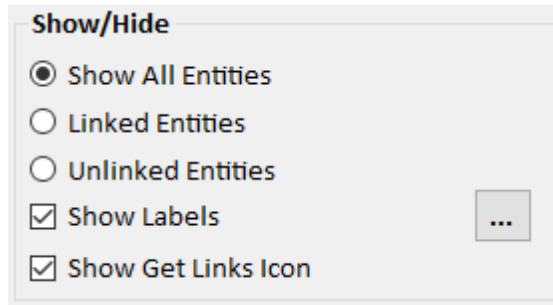 Show/Hide
Show All Entities
Linked Entities
Unlinked Entities
Show Labels ...
Show Get Links Icon